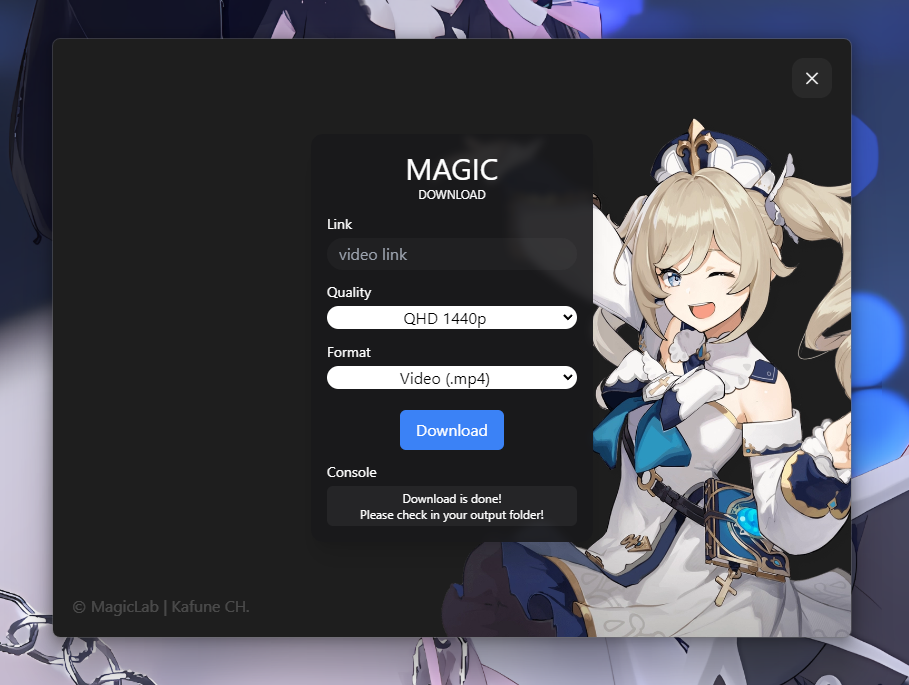 MAGIC
DOWNLOAD
Link
video link
Quality
QHD 1440p
Format
Video (.mp4)
Download
Console
Download is done!
Please check in your output folder!
© MagicLab | Kafune CH.